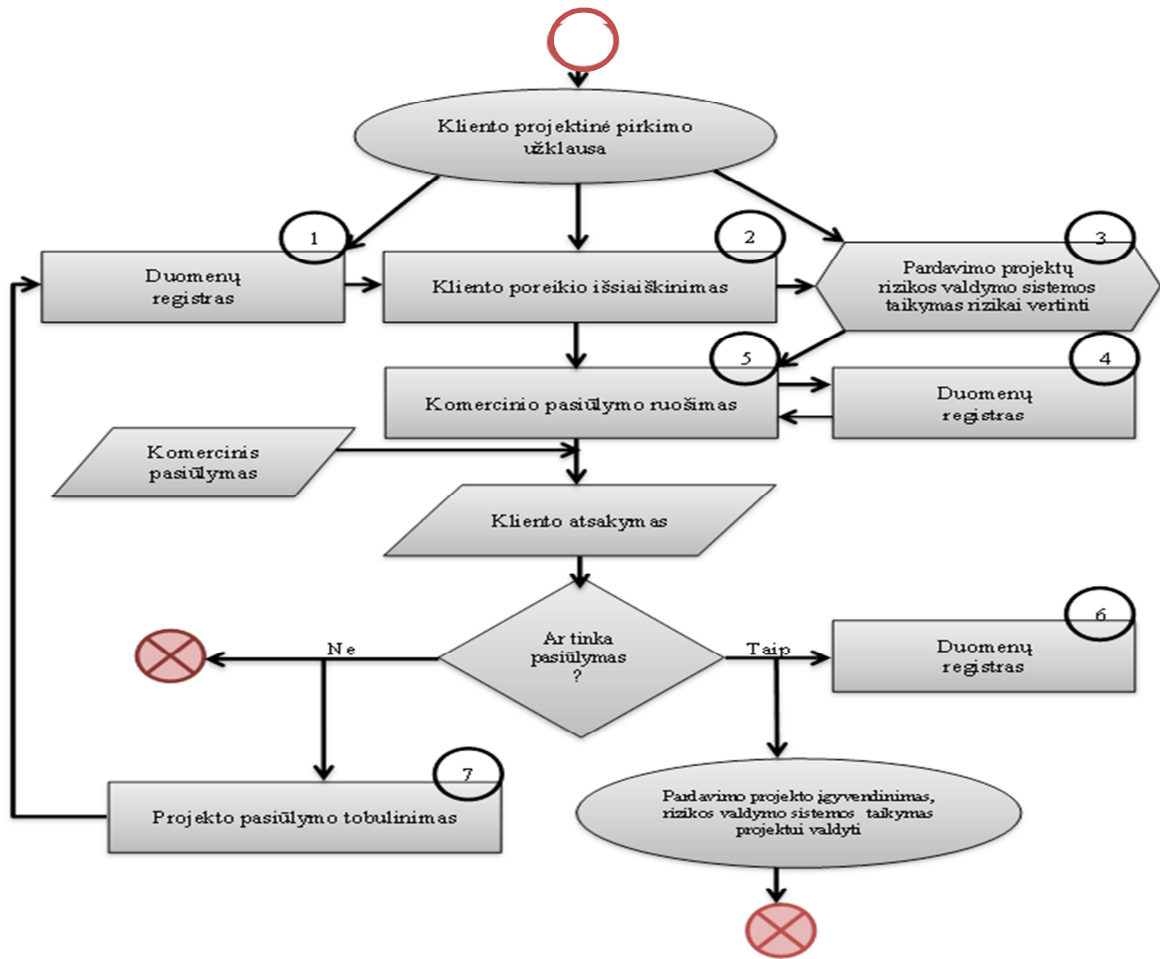 Kliento projektinė pirkimo
užklausa
1
Duomenų
registras
2
Kliento poreikio išsiaiškinimas
3
Pardavimo projektų
rizikos valdymo sistemos
taikymas rizikai vertinti
5
Komercinio pasiūlymo ruošimas
4
Duomenų
registras
Komercinis
pasiūlymas
Kliento atsakymas
Ar tinka
pasiūlymas
?
Ne
Taip
6
Duomenų
registras
7
Projekto pasiūlymo tobulinimas
Pardavimo projekto įgyvendinimas,
rizikos valdymo sistemos taikymas
projektui valdyti